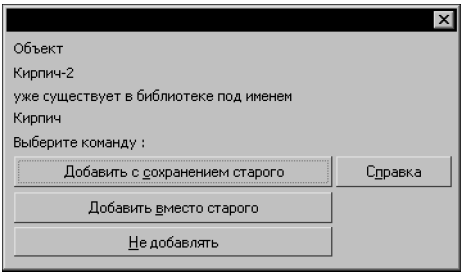 Объект
Кирпич-2
уже существует в библиотеке под именем
Кирпич
Выберите команду :
Добавить с сохранением старого
Справка
Добавить вместо старого
Не добавлять